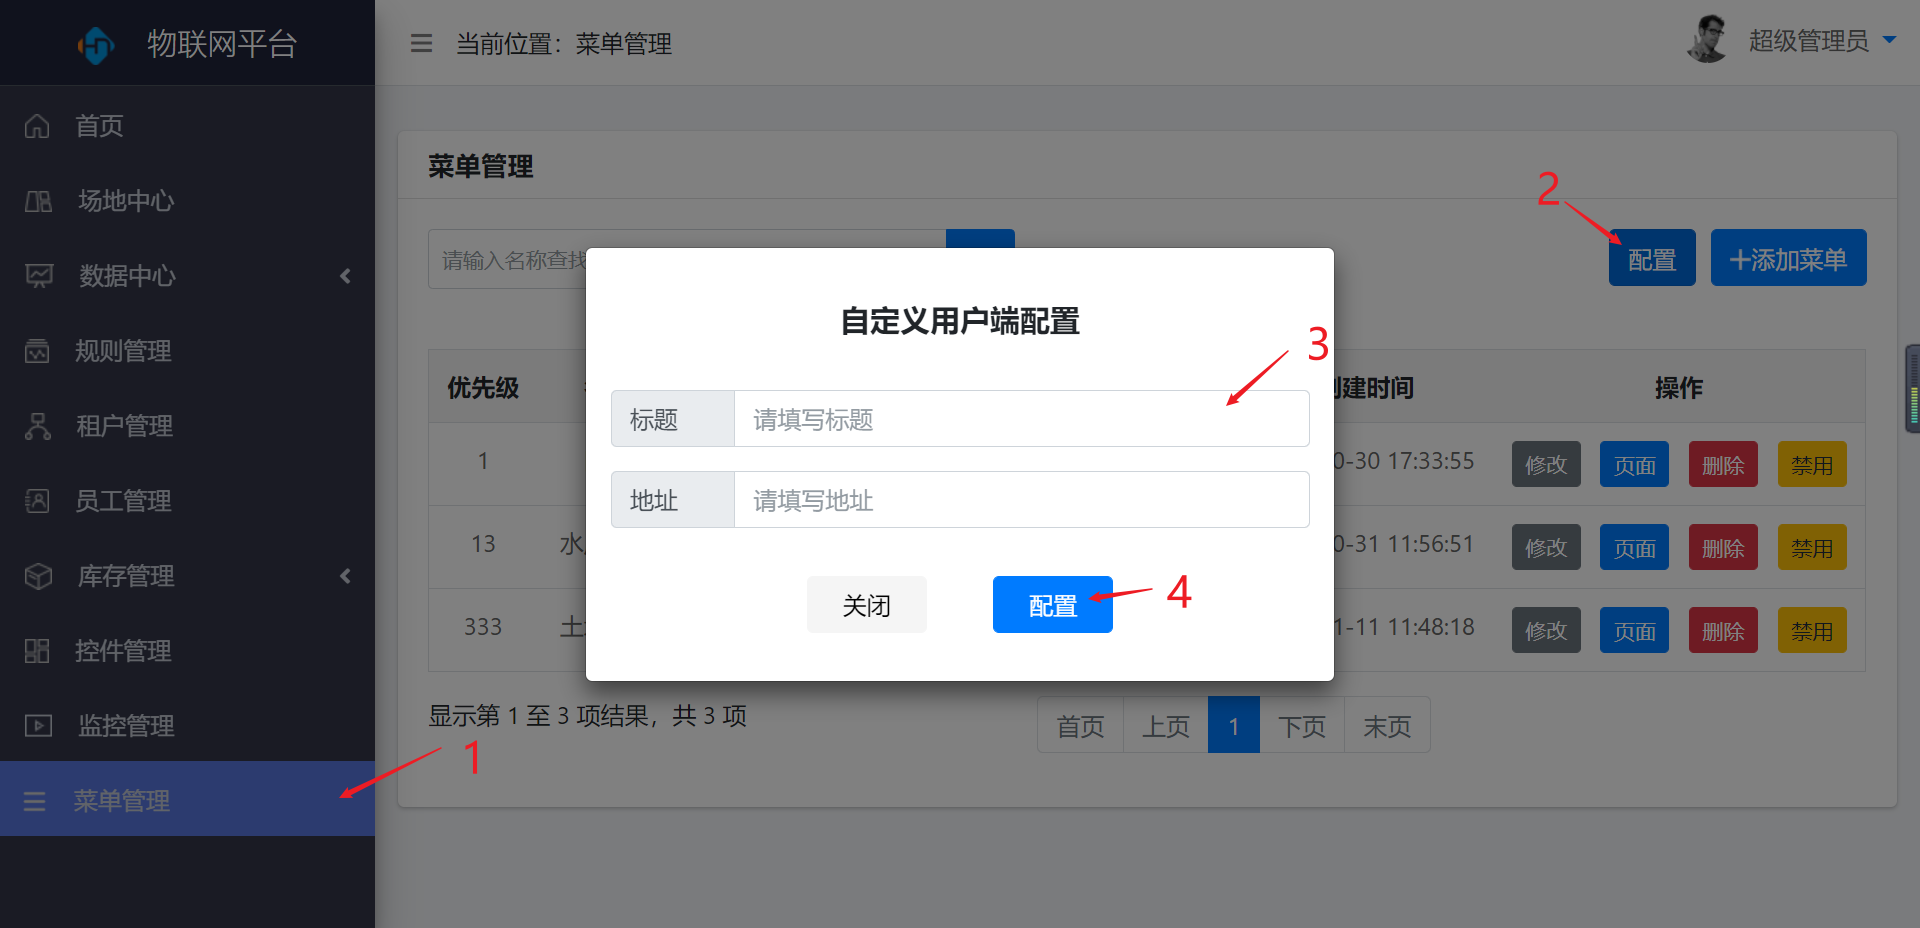 物联网平台
当前位置：菜单管理
超级管理员
首页
场地中心
数据中心
规则管理
租户管理
员工管理
库存管理
控件管理
监控管理
菜单管理
1
菜单管理
请输入名称查找
2
配置
添加菜单
自定义用户端配置
3
标题 请填写标题
地址 请填写地址
关闭 配置
4
优先级 建时间 操作
1 0-30 17:33:55 修改 页面 删除 禁用
13 水 0-31 11:56:51 修改 页面 删除 禁用
333 土 1-11 11:48:18 修改 页面 删除 禁用
显示第 1 至 3 项结果，共 3 项
首页 上页 1 下页 末页